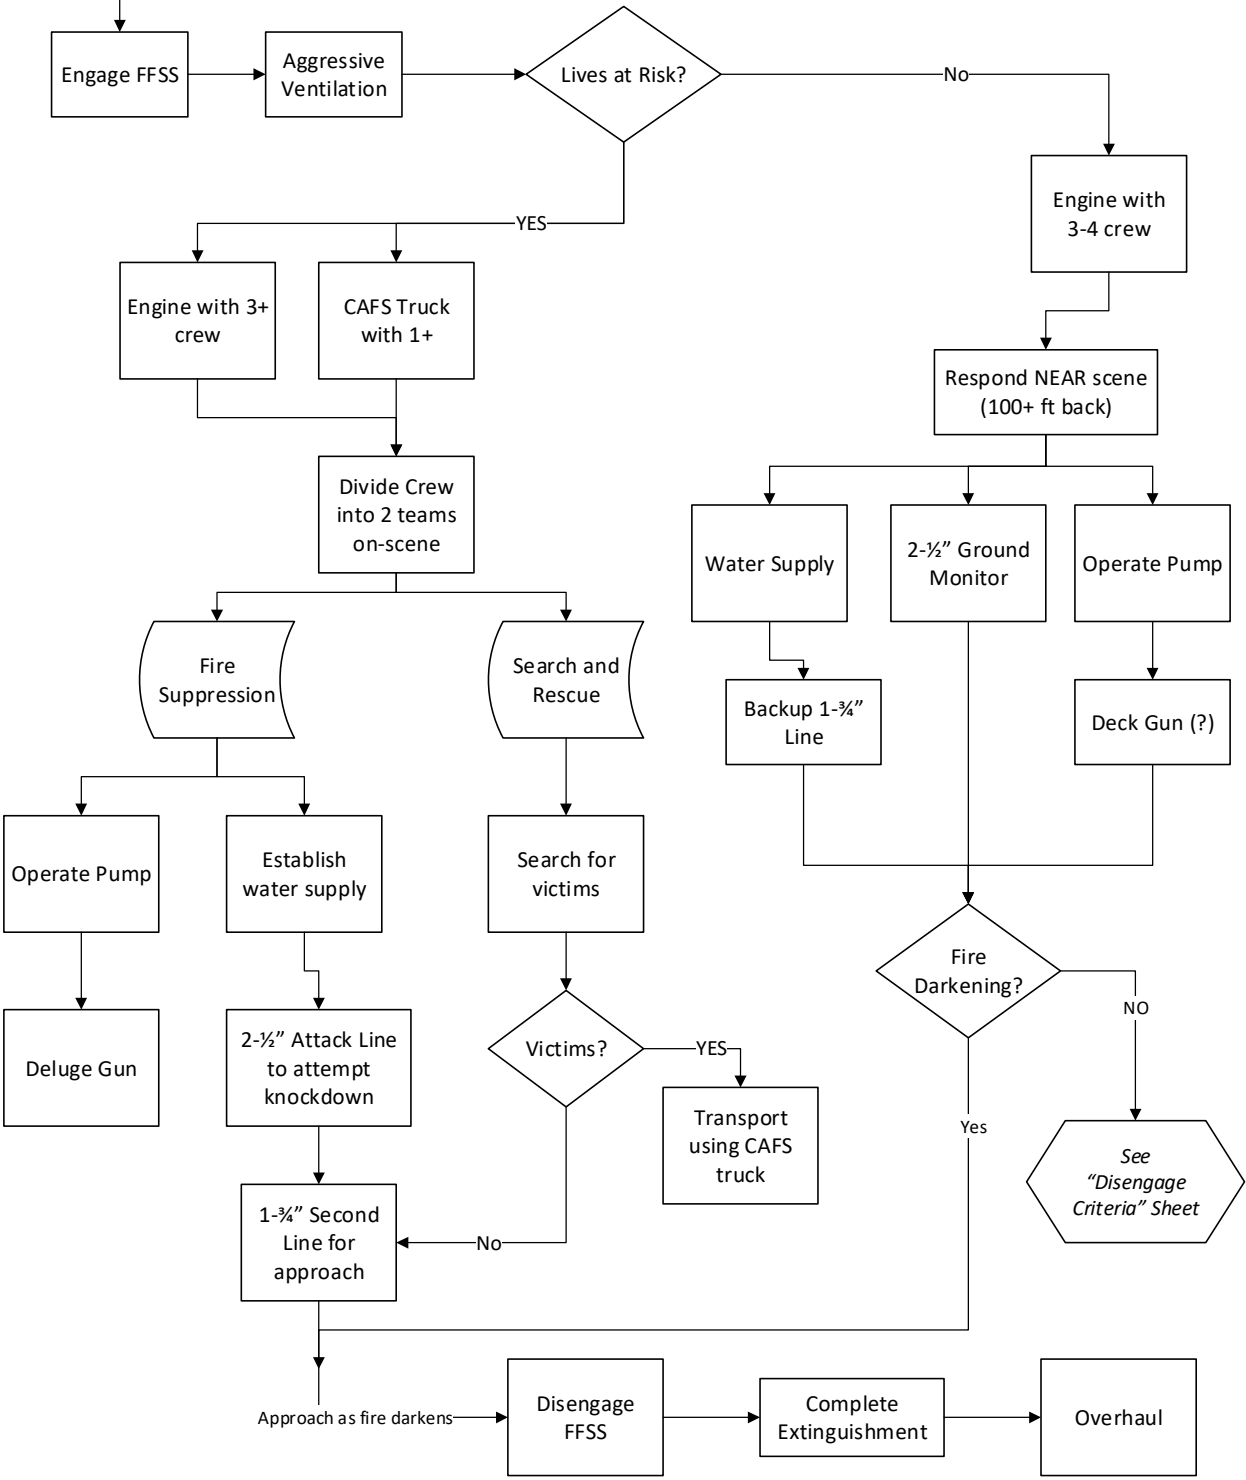 Engage FFSS
Aggressive
Ventilation
Lives at Risk?
No
Engine with
3-4 crew
YES
Engine with 3+
crew
CAFS Truck
with 1+
Respond NEAR scene
(100+ ft back)
Divide Crew
into 2 teams
on-scene
Water Supply
2-½” Ground
Monitor
Operate Pump
Fire
Suppression
Search and
Rescue
Backup 1-¾”
Line
Deck Gun (?)
Operate Pump
Establish
water supply
Search for
victims
Fire
Darkening?
NO
Deluge Gun
2-½” Attack Line
to attempt
knockdown
Victims?
YES
Transport
using CAFS
truck
Yes
See
“Disengage
Criteria” Sheet
1-¾” Second
Line for
approach
No
Approach as fire darkens
Disengage
FFSS
Complete
Extinguishment
Overhaul